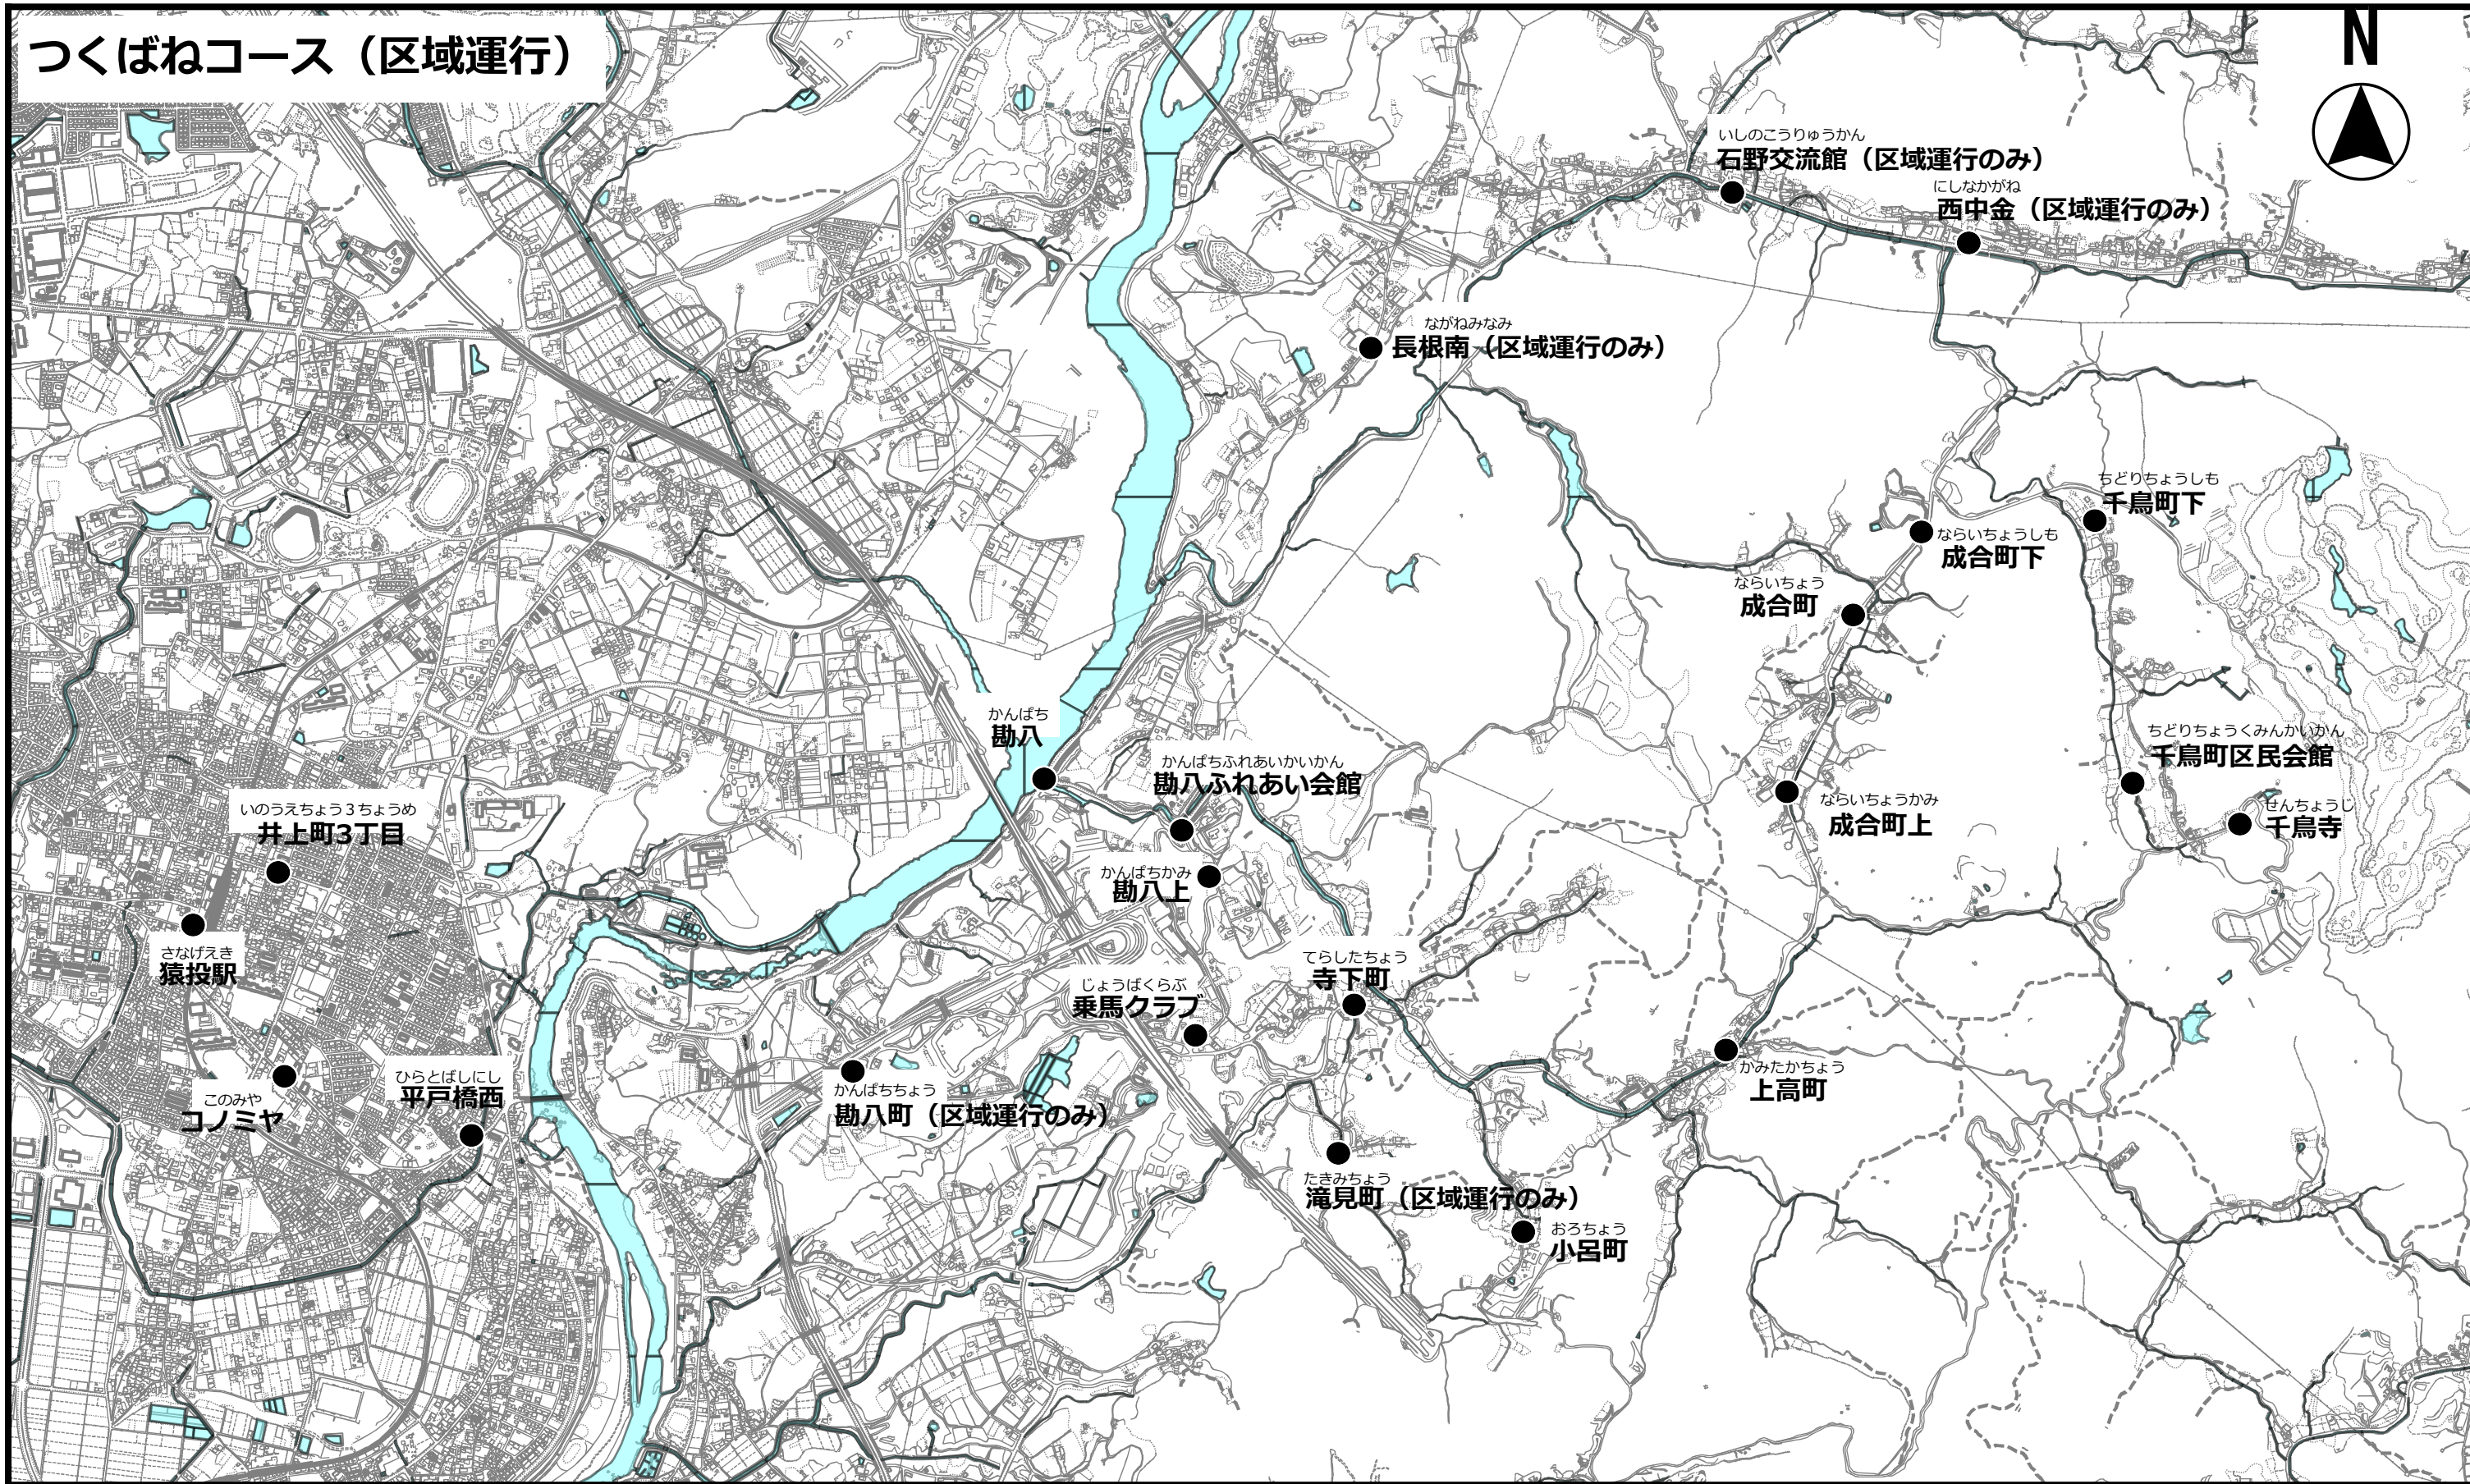 つくばねコース（区域運行）
N
いしのこうりゅうかん
石野交流館（区域運行のみ）
にしなかがね
西中金（区域運行のみ）
ながねみなみ
長根南（区域運行のみ）
ちどりちょうしも
千鳥町下
ならいちょうしも
成合町下
ならいちょう
成合町
かんぱち
勘八
かんぱちふれあいかいかん
勘八ふれあい会館
ちどりちょうくみんかいかん
千鳥町区民会館
ならいちょうかみ
成合町上
せんちょうじ
千鳥寺
いのうえちょう３ちょうめ
井上町3丁目
かんぱちかみ
勘八上
さなげえき
猿投駅
てらしたちょう
寺下町
じょうばくらぶ
乗馬クラブ
かみたかちょう
上高町
このみや
コノミヤ
ひらとばしにし
平戸橋西
かんぱちちょう
勘八町（区域運行のみ）
たきみちょう
滝見町（区域運行のみ）
おろちょう
小呂町